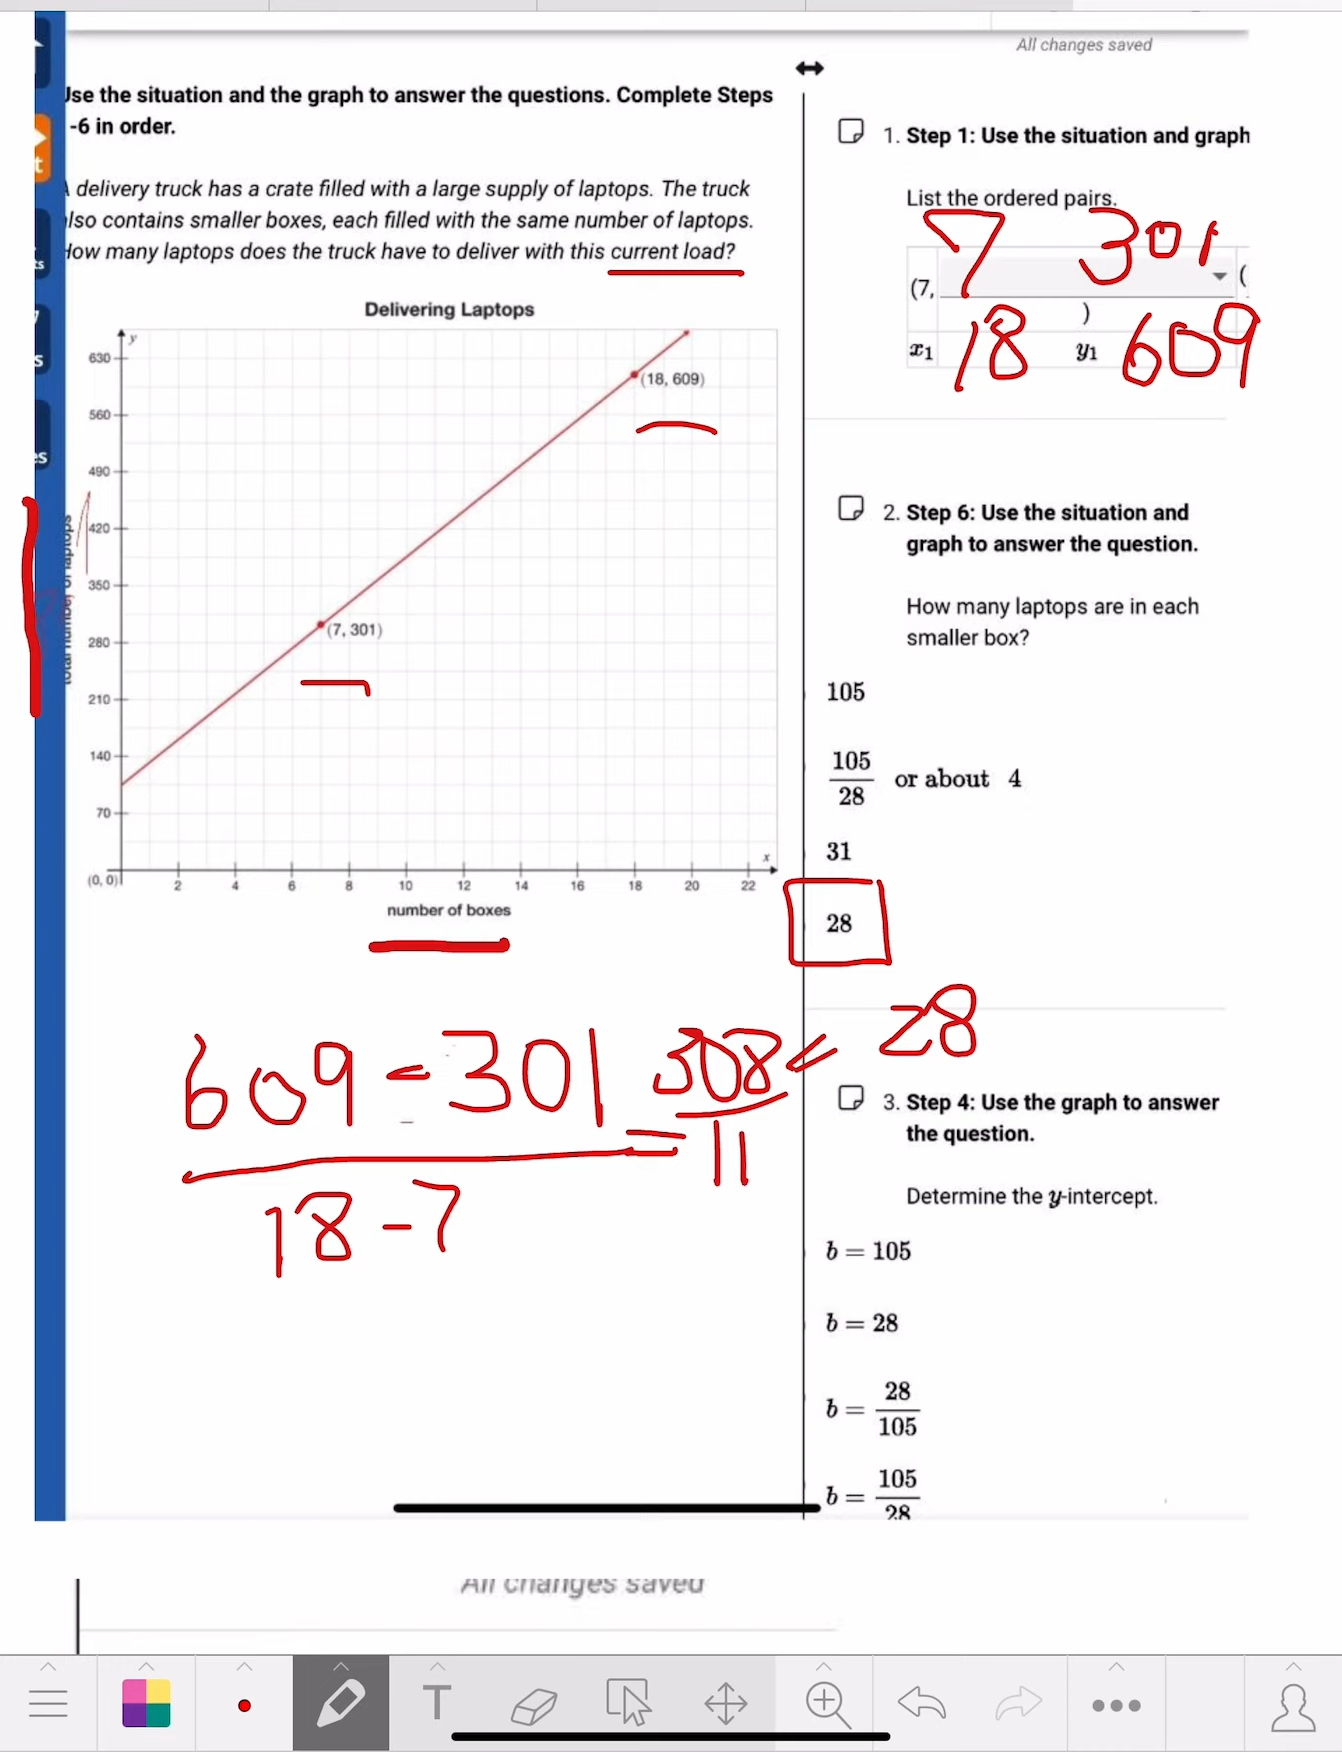 All changes saved
Use the situation and the graph to answer the questions. Complete Steps
-6 in order.
A delivery truck has a crate filled with a large supply of laptops. The truck
also contains smaller boxes, each filled with the same number of laptops.
How many laptops does the truck have to deliver with this current load?
Delivering Laptops
y
630
560
490
420
350
280
210
140
70
(0, 0)
total number of laptops
(18, 609)
(7, 301)
x
2 4 6 8 10 12 14 16 18 20 22
number of boxes
609 - 301
18 - 7
= 308
11
= 28
1. Step 1: Use the situation and graph
List the ordered pairs.
7 301
(7, ) (
18 609
x₁ y₁
2. Step 6: Use the situation and
graph to answer the question.
How many laptops are in each
smaller box?
105
105
28
or about 4
31
28
3. Step 4: Use the graph to answer
the question.
Determine the y-intercept.
b = 105
b = 28
b = 28/105
b = 105/28
All changes saved
T